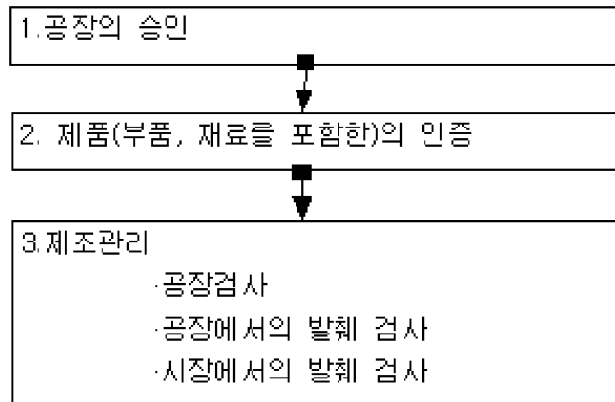 1.공장의 승인
2. 제품(부품, 재료를 포함한)의 인증
3.제조관리
·공장검사
·공장에서의 발췌 검사
·시장에서의 발췌 검사